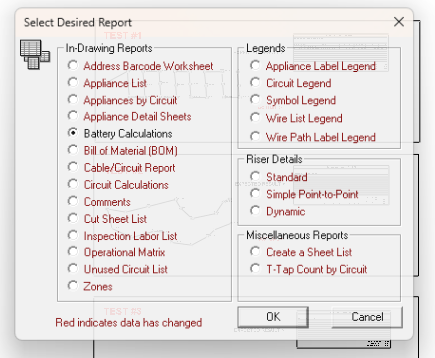 Select Desired Report
In-Drawing Reports
Address Barcode Worksheet
Appliance List
Appliances by Circuit
Appliance Detail Sheets
Battery Calculations
Bill of Material (BOM)
Cable/Circuit Report
Circuit Calculations
Comments
Cut Sheet List
Inspection Labor List
Operational Matrix
Unused Circuit List
Zones
Legends
Appliance Label Legend
Circuit Legend
Symbol Legend
Wire List Legend
Wire Path Label Legend
Riser Details
Standard
Simple Point-to-Point
Dynamic
Miscellaneous Reports
Create a Sheet List
T-Tap Count by Circuit
Red indicates data has changed
OK
Cancel
TEST #1
TEST #3